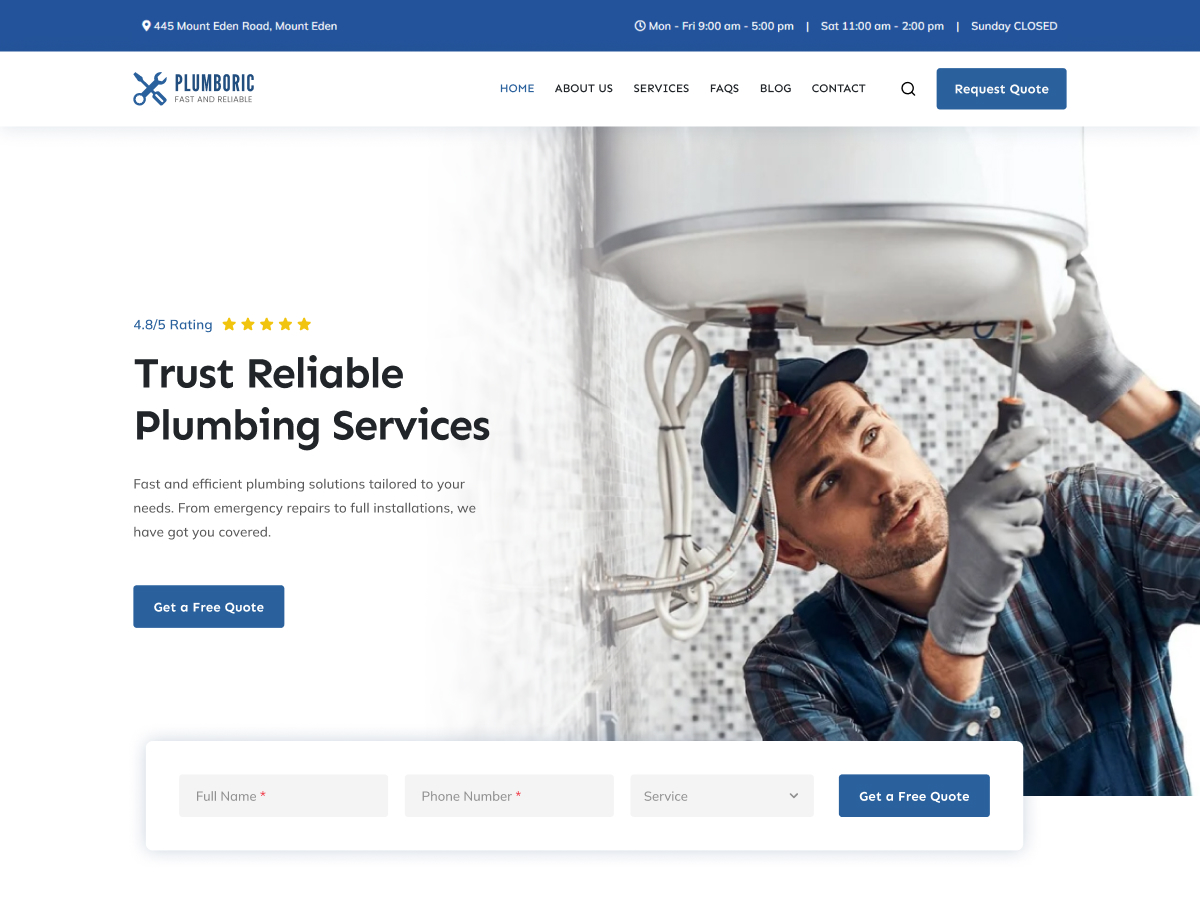 445 Mount Eden Road, Mount Eden
Mon - Fri 9:00 am - 5:00 pm | Sat 11:00 am - 2:00 pm | Sunday CLOSED
PLUMBORIC
FAST AND RELIABLE
HOME ABOUT US SERVICES FAQS BLOG CONTACT
Request Quote
4.8/5 Rating
Trust Reliable
Plumbing Services
Fast and efficient plumbing solutions tailored to your
needs. From emergency repairs to full installations, we
have got you covered.
Get a Free Quote
Full Name * Phone Number * Service Get a Free Quote